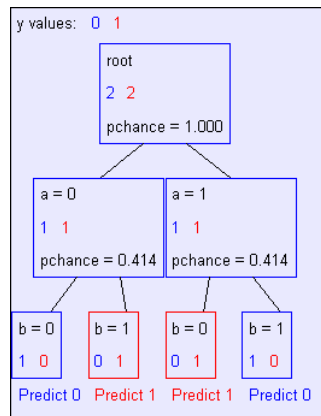 y values: 0 1
root
2 2
pchance = 1.000
a = 0
1 1
pchance = 0.414
a = 1
1 1
pchance = 0.414
b = 0
1 0
Predict 0
b = 1
0 1
Predict 1
b = 0
0 1
Predict 1
b = 1
1 0
Predict 0